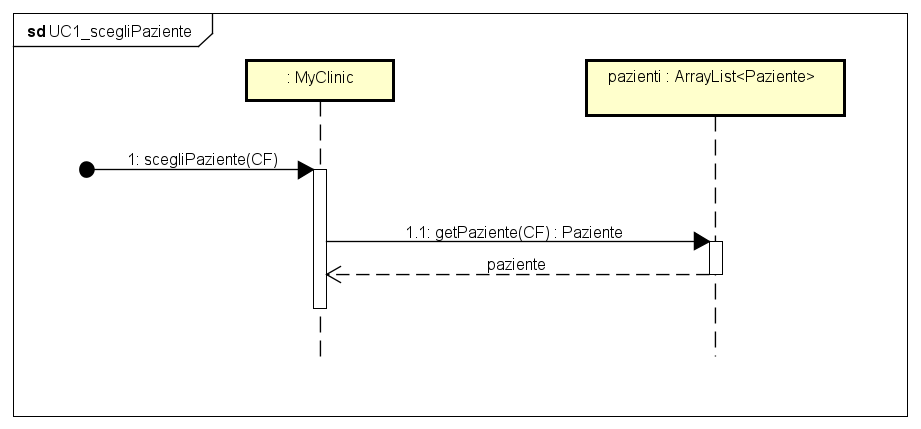 sd UC1_scegliPaziente
: MyClinic
pazienti : ArrayList<Paziente>
1: scegliPaziente(CF)
1.1: getPaziente(CF) : Paziente
paziente